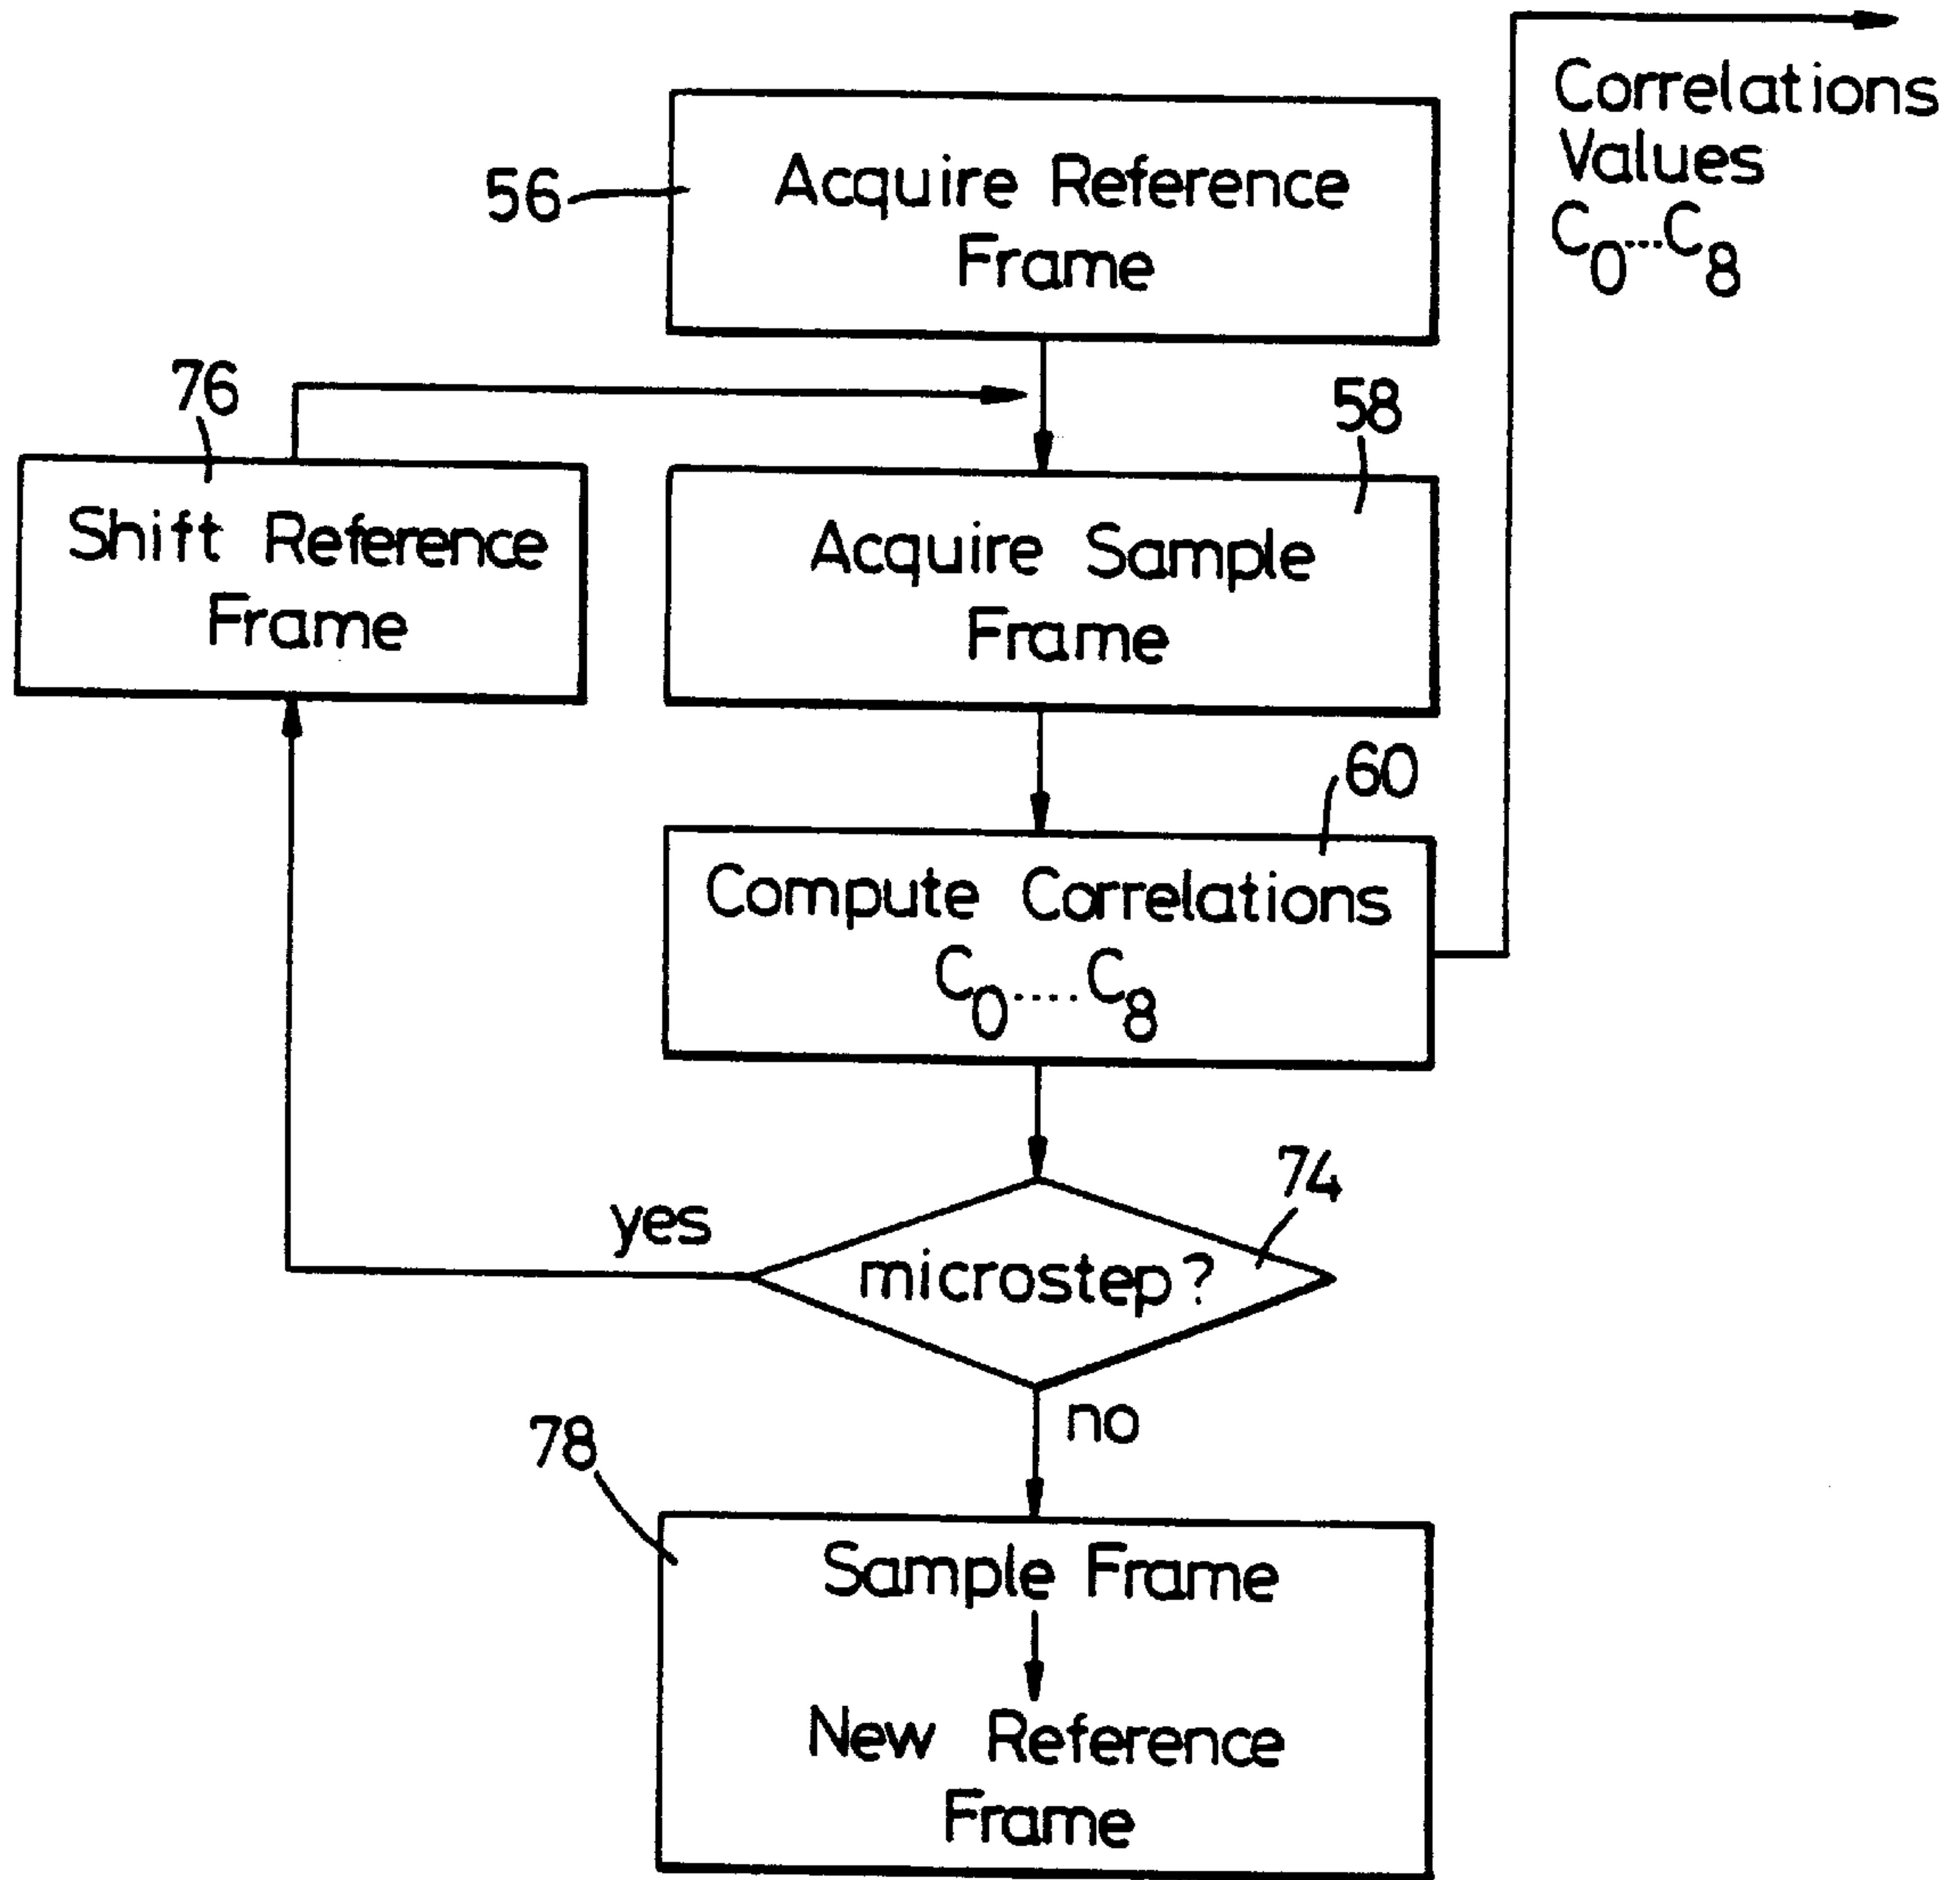 Correlations
Values
C0...C8
56
Acquire Reference
Frame
76
58
Shift Reference
Frame
Acquire Sample
Frame
60
Compute Correlations
C0....C8
74
yes
microstep?
no
78
Sample Frame
New Reference
Frame